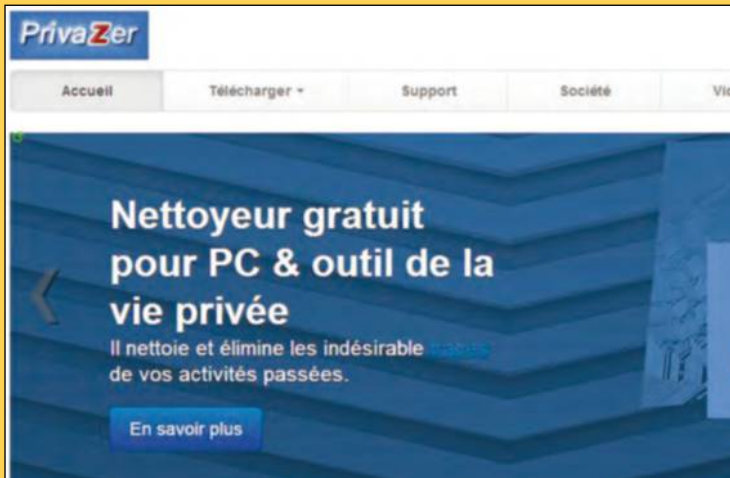 PrivaZer
Accueil
Télécharger
Support
Société
Nettoyeur gratuit
pour PC & outil de la
vie privée
Il nettoie et élimine les indésirable traces
de vos activités passées.
En savoir plus